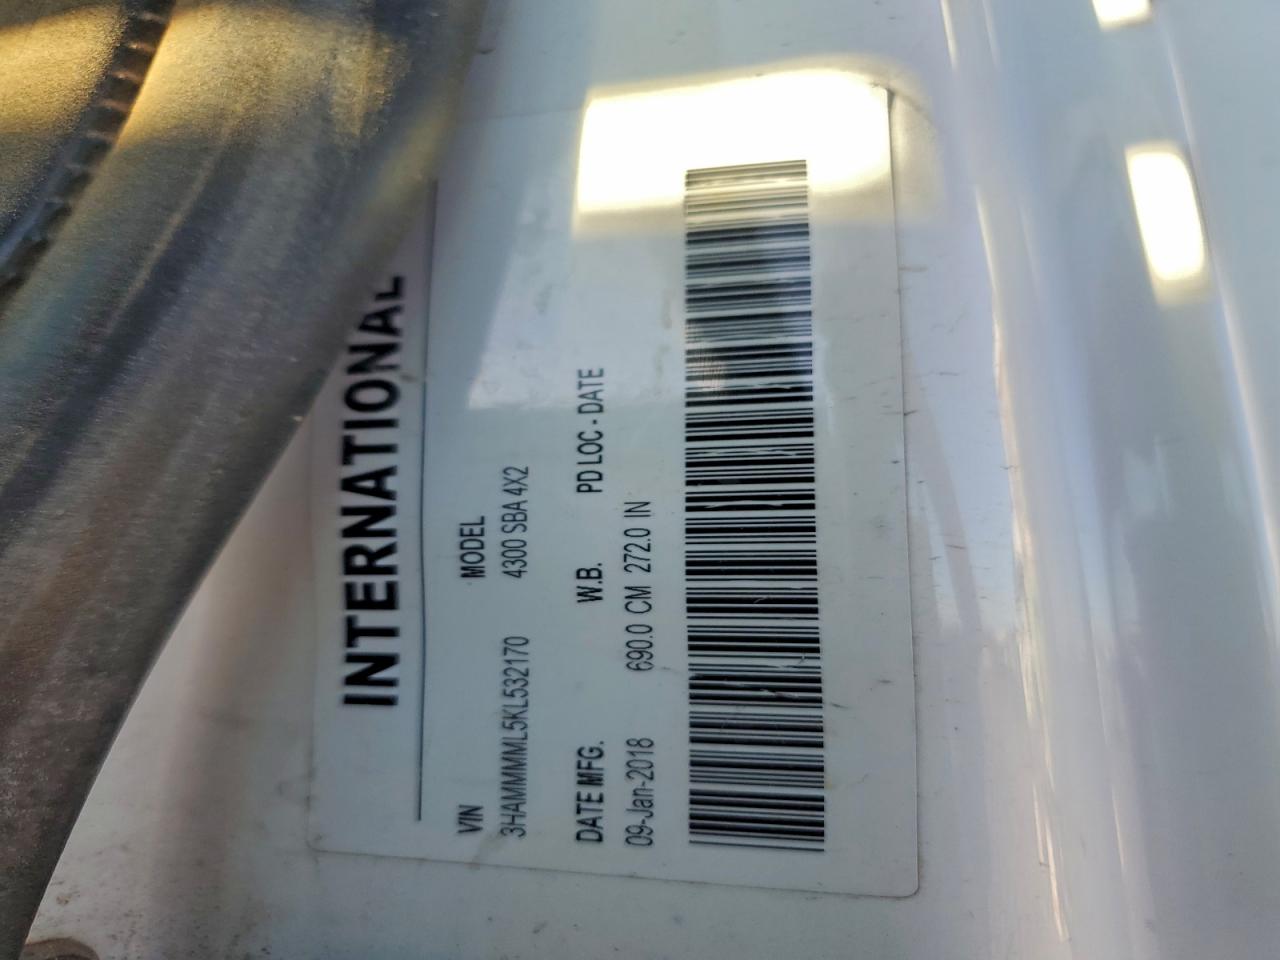 INTERNATIONAL
VIN MODEL
3HAMMMML5KL532170 4300 SBA 4X2
DATE MFG. W.B. PD LOC - DATE
09-Jan-2018 690.0 CM 272.0 IN